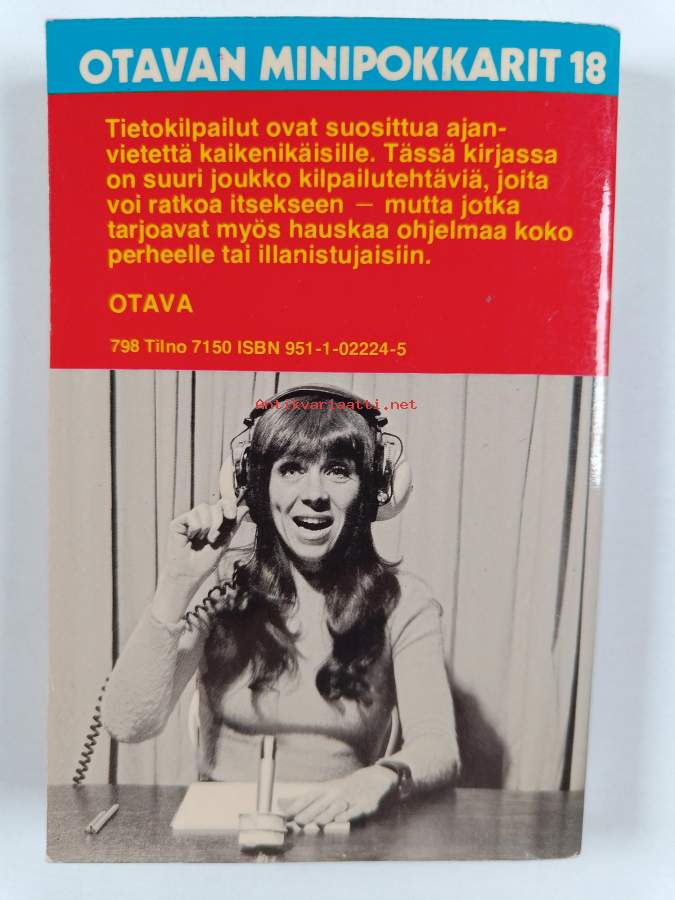 OTAVAN MINIPOKKARIT 18
Tietokilpailut ovat suosittua ajan-
vietettä kaikenikäisille. Tässä kirjassa
on suuri joukko kilpailutehtäviä, joita
voi ratkoa itsekseen – mutta jotka
tarjoavat myös hauskaa ohjelmaa koko
perheelle tai illanistujaisiin.
OTAVA
798 Tilno 7150 ISBN 951-1-02224-5
Antikvariaatti.net